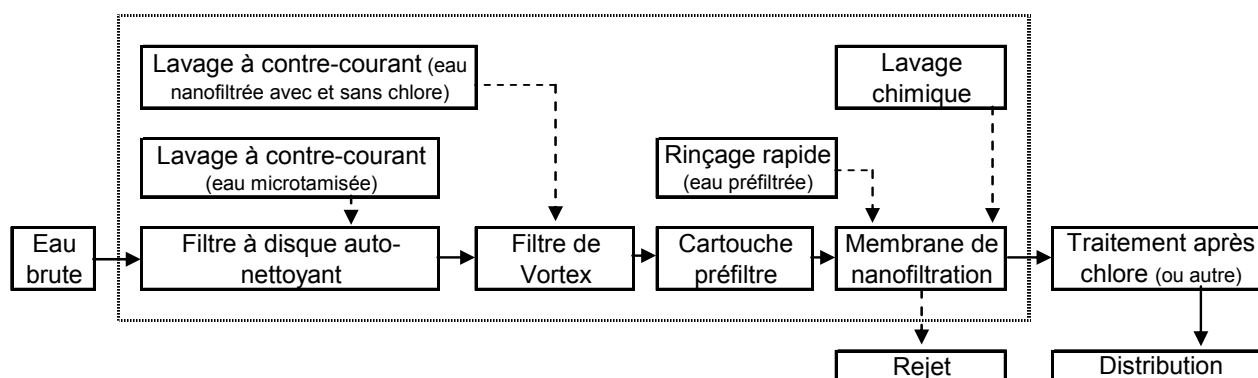 Lavage à contre-courant (eau
nanofiltrée avec et sans chlore)
Lavage
chimique
Lavage à contre-courant
(eau microtamisée)
Rinçage rapide
(eau préfiltrée)
Eau
brute
Filtre à disque auto-
nettoyant
Filtre de
Vortex
Cartouche
préfiltre
Membrane de
nanofiltration
Traitement après
chlore (ou autre)
Rejet
Distribution